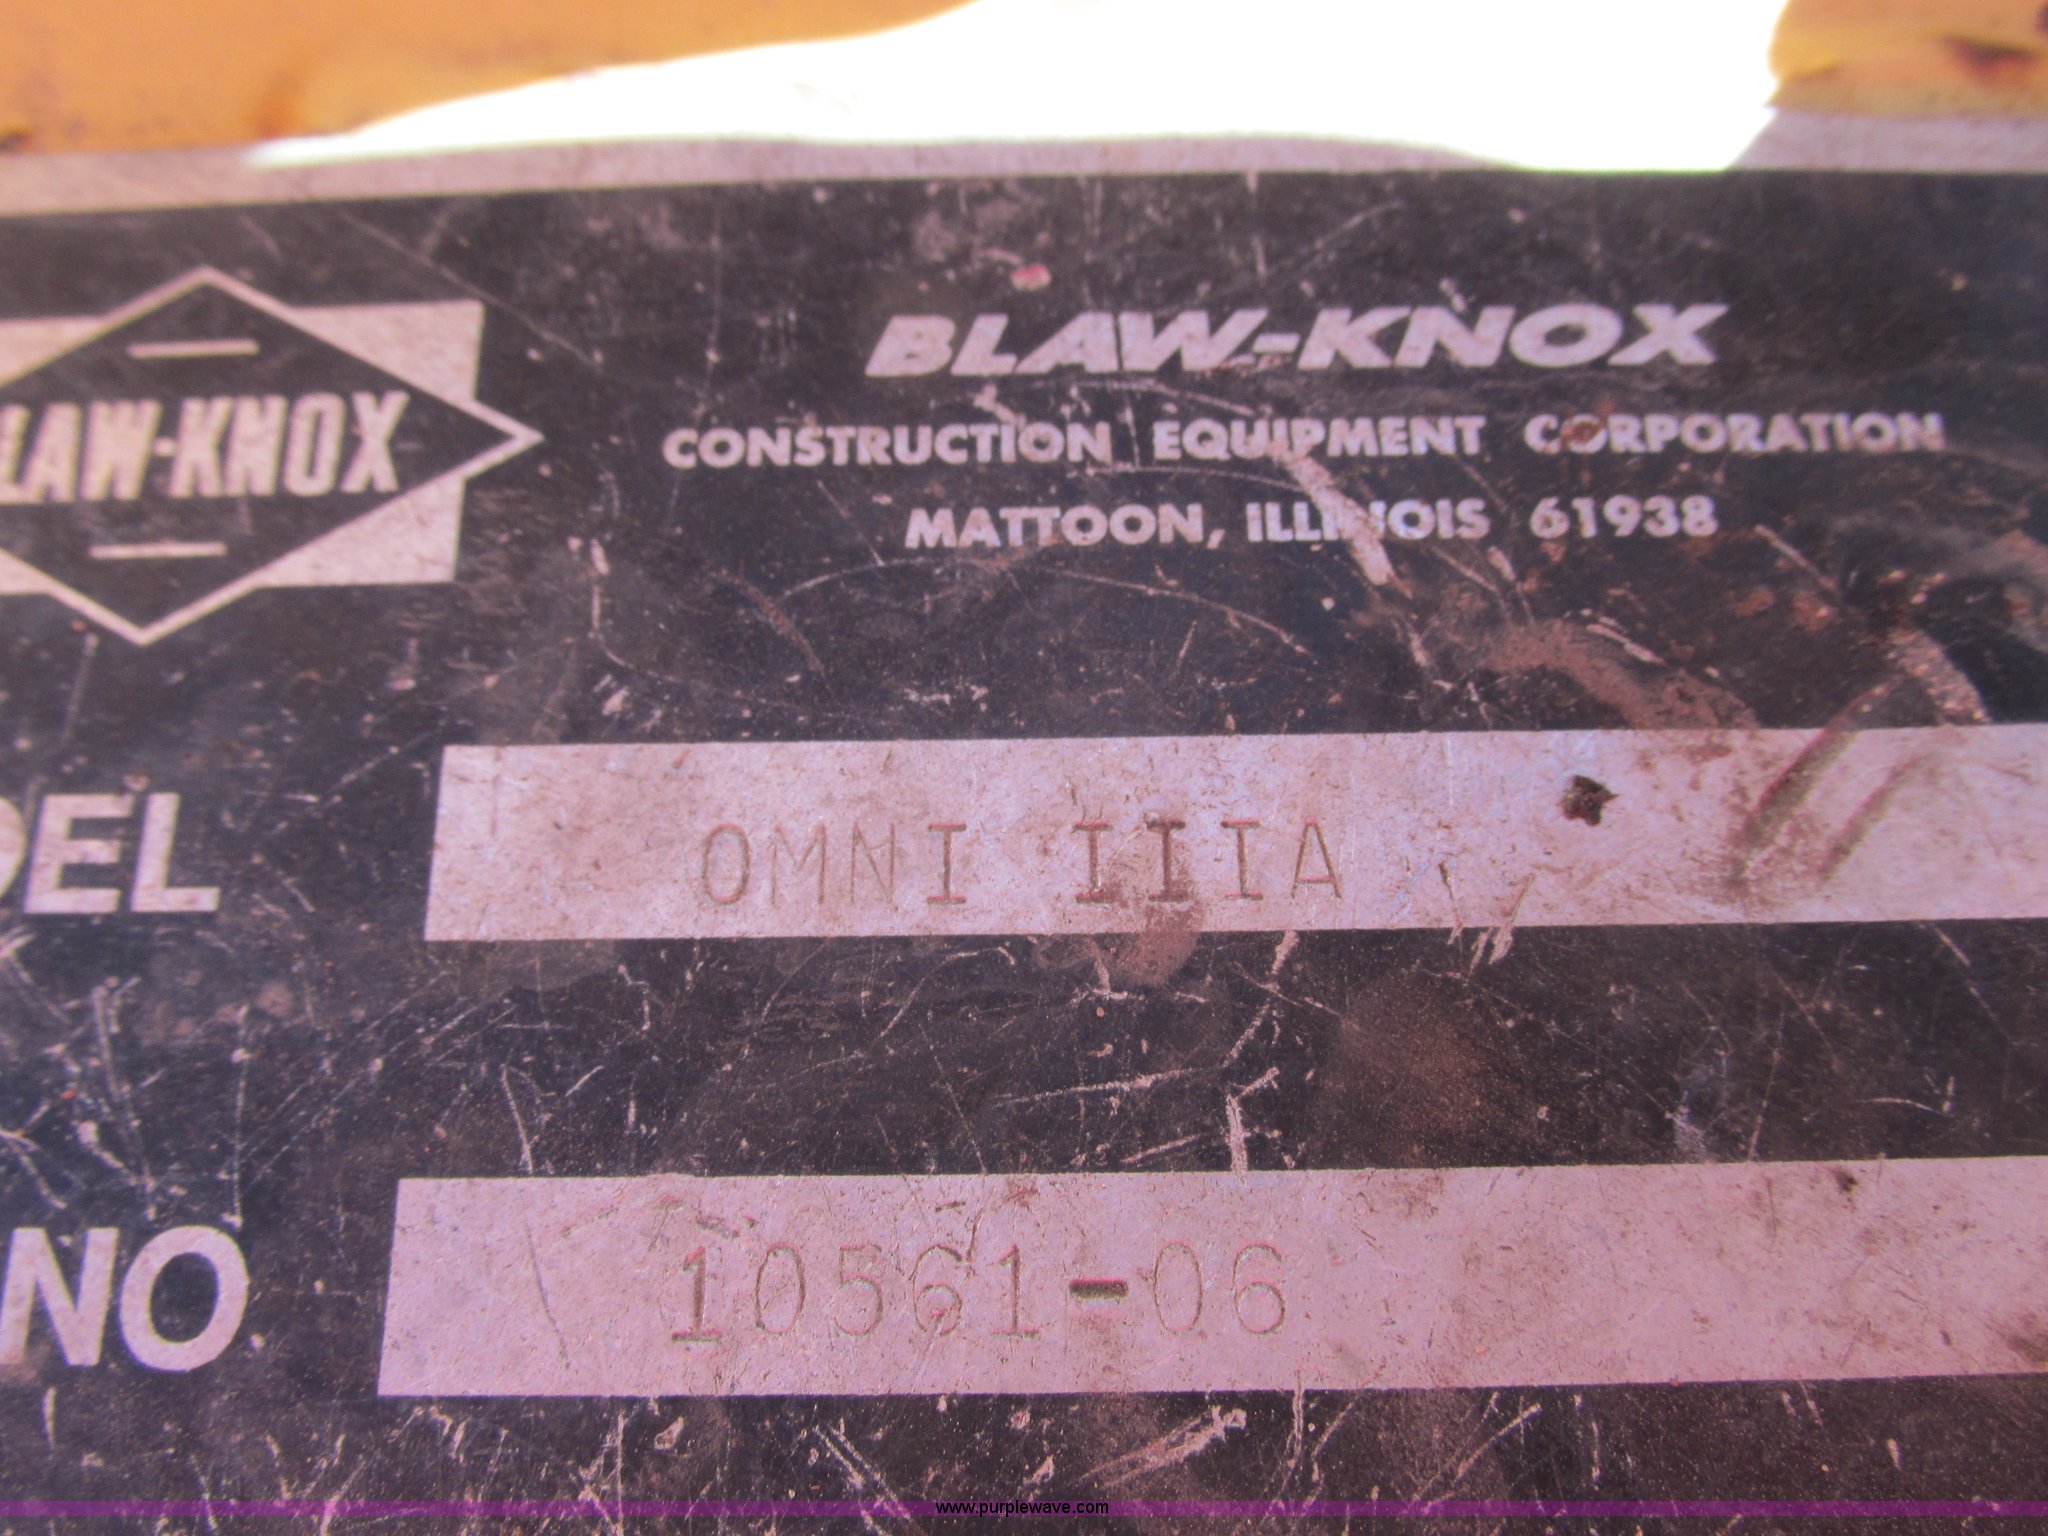 BLAW-KNOX
CONSTRUCTION EQUIPMENT CORPORATION
MATTOON, ILLINOIS 61938
LAW-KNOX
DEL OMNI IIIA
NO 10561-06
www.purplewave.com